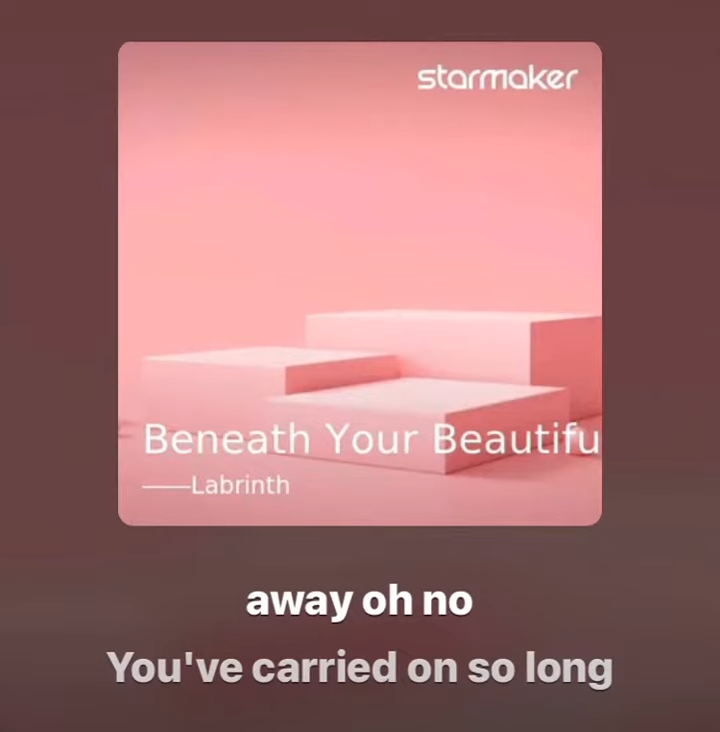 starmaker
Beneath Your Beautifu
——Labrinth
away oh no
You've carried on so long